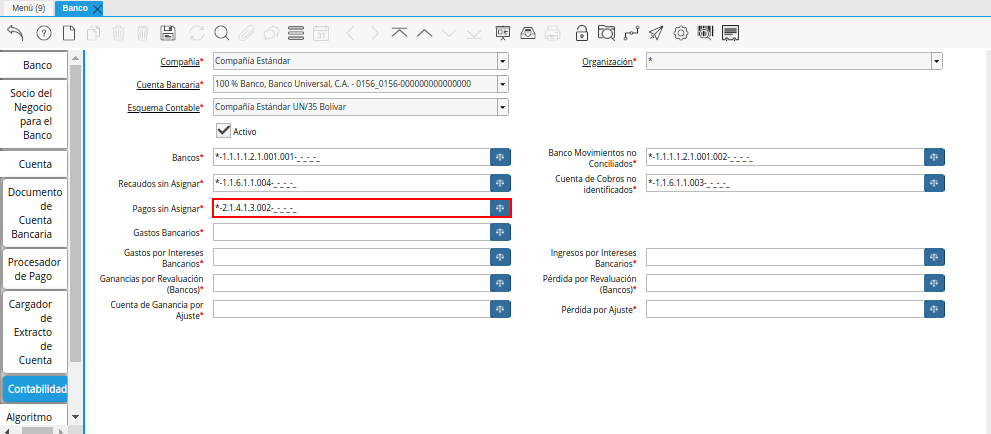 Menú (9)
Banco
Banco
Socio del
Negocio
para el
Banco
Cuenta
Documento
de
Cuenta
Bancaria
Procesador
de Pago
Cargador
de
Extracto
de
Cuenta
Contabilidad
Algoritmo
Compañía* Compañía Estándar
Organización* *
Cuenta Bancaria* 100 % Banco, Banco Universal, C.A. - 0156_0156-000000000000000
Esquema Contable* Compañía Estándar UN/35 Bolivar
Activo
Bancos* *-1.1.1.1.2.1.001.001-_-_-_-_
Banco Movimientos no
Conciliados* *-1.1.1.1.2.1.001.002-_-_-_-_
Recaudos sin Asignar* *-1.1.6.1.1.004-_-_-_-_
Cuenta de Cobros no
identificados* *-1.1.6.1.1.003-_-_-_-_
Pagos sin Asignar* *-2.1.4.1.3.002-_-_-_-_
Gastos Bancarios*
Gastos por Intereses
Bancarios*
Ingresos por Intereses
Bancarios*
Ganancias por Revaluación
(Bancos)*
Pérdida por Revaluación
(Bancos)*
Cuenta de Ganancia por
Ajuste*
Pérdida por Ajuste*